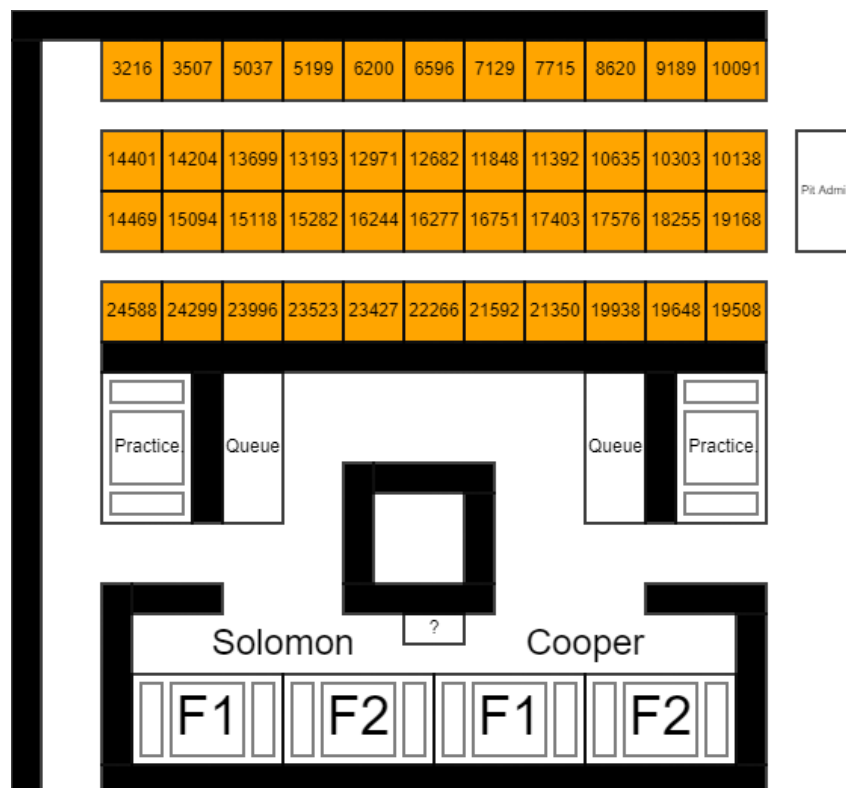 3216 3507 5037 5199 6200 6596 7129 7715 8620 9189 10091
14401 14204 13699 13193 12971 12682 11848 11392 10635 10303 10138
14469 15094 15118 15282 16244 16277 16751 17403 17576 18255 19168
24588 24299 23996 23523 23427 22266 21592 21350 19938 19648 19508
Pit Admi
Practice. Queue Queue Practice.
?
Solomon Cooper
F1 F2 F1 F2